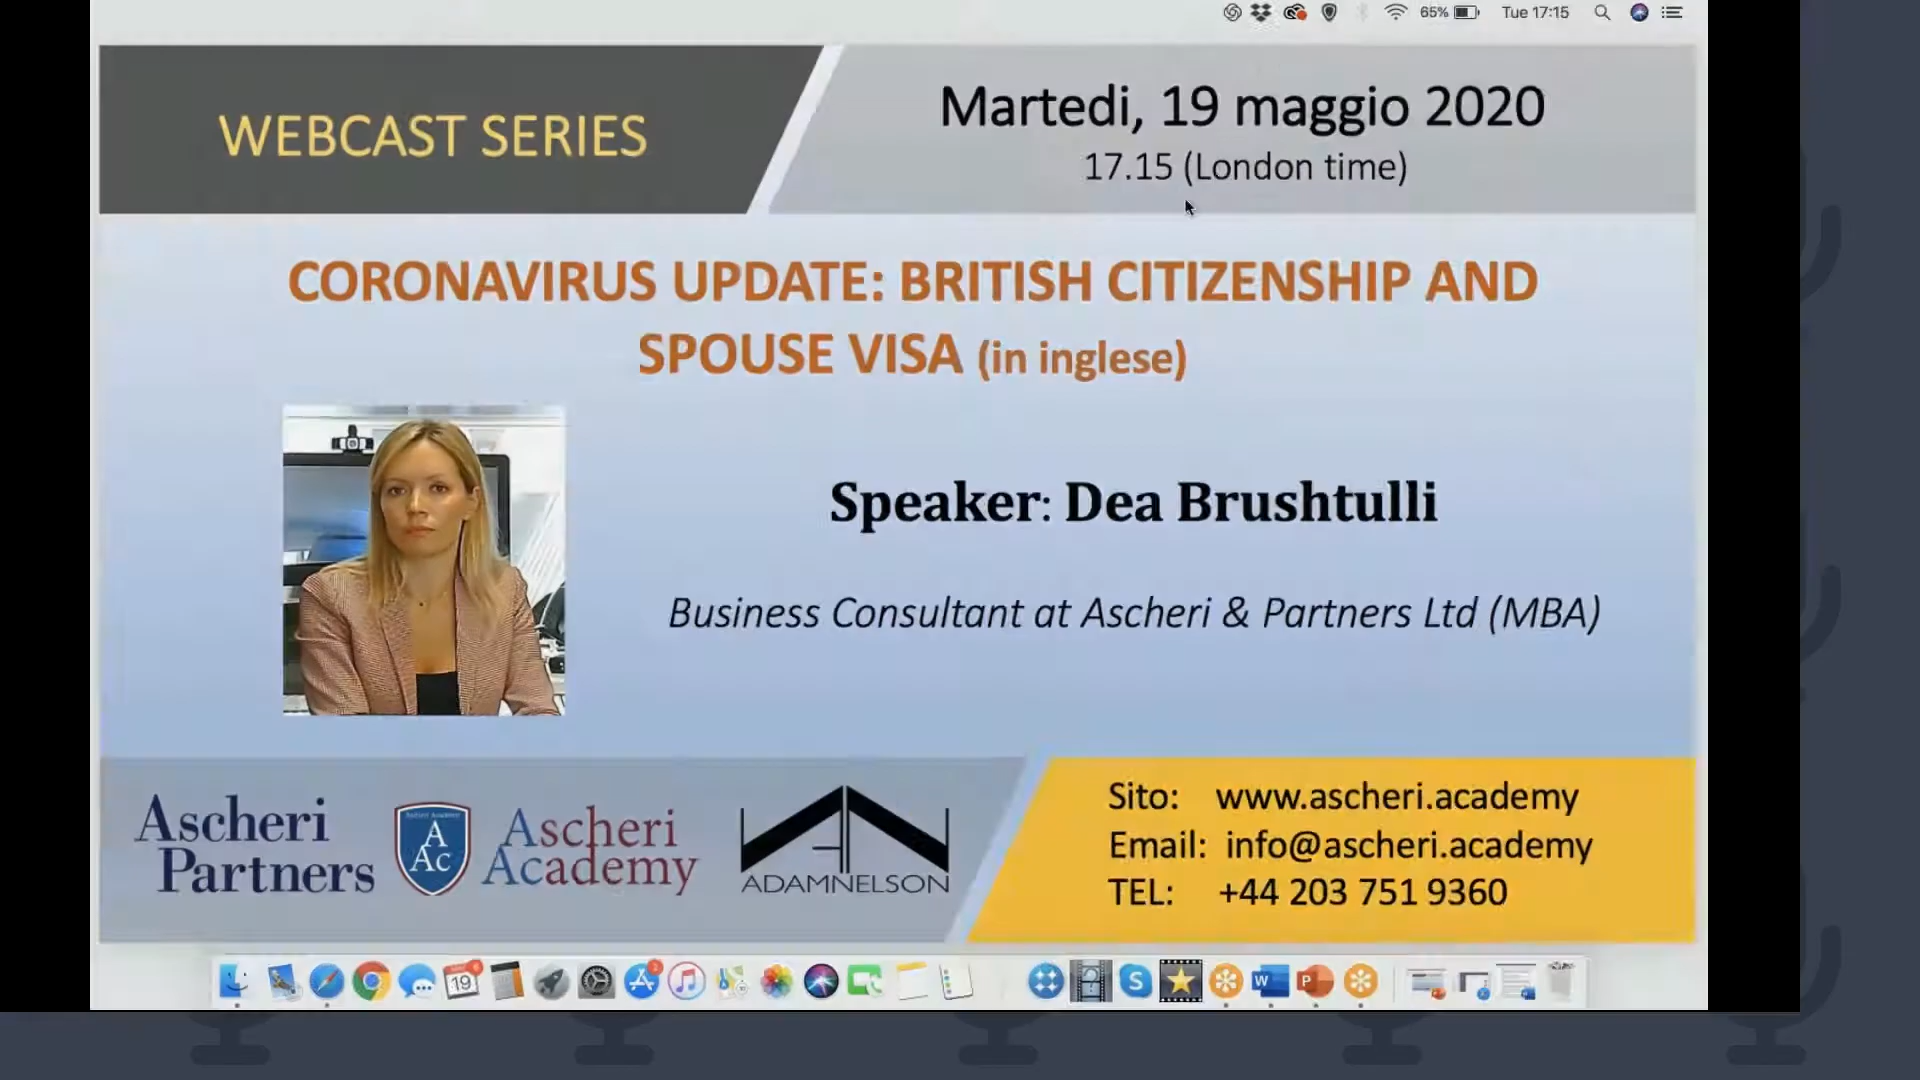 65% Tue 17:15
WEBCAST SERIES
Martedi, 19 maggio 2020
17.15 (London time)
CORONAVIRUS UPDATE: BRITISH CITIZENSHIP AND
SPOUSE VISA (in inglese)
Speaker: Dea Brushtulli
Business Consultant at Ascheri & Partners Ltd (MBA)
Ascheri
Partners
A
Ac
Ascheri
Academy
ADAMNELSON
Sito: www.ascheri.academy
Email: info@ascheri.academy
TEL: +44 203 751 9360
19